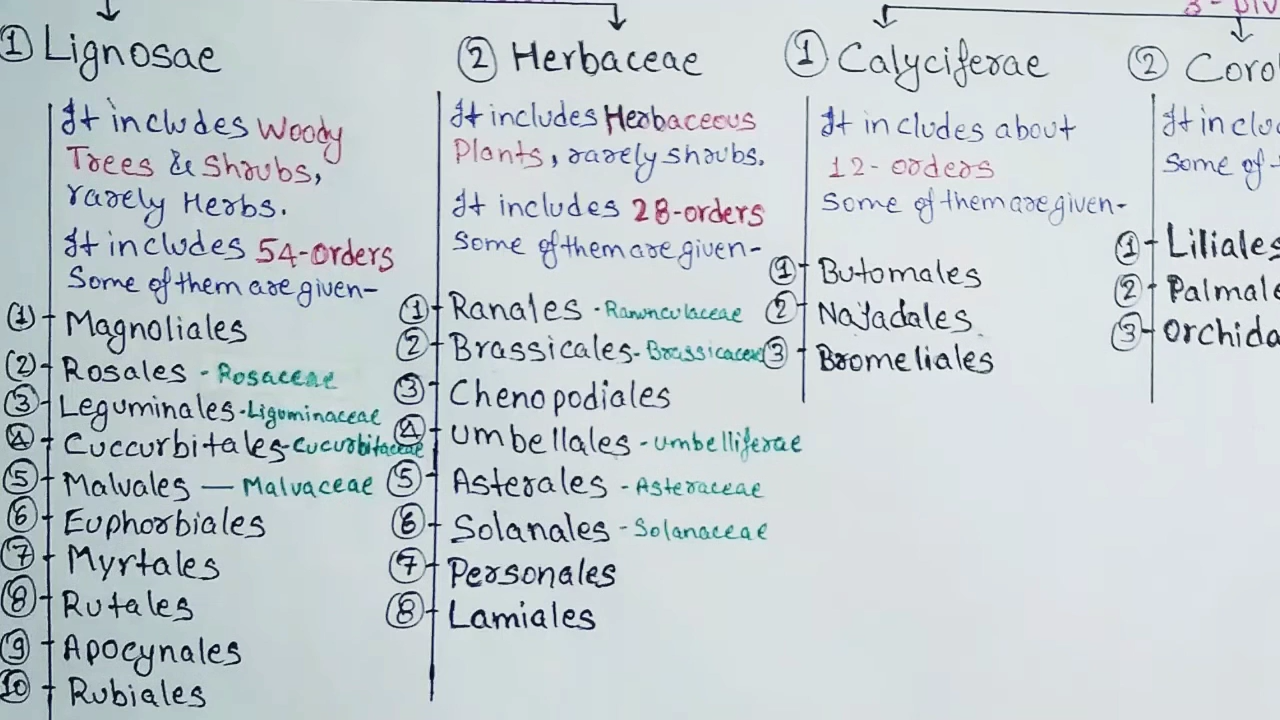 3-Div
① Lignosae
It includes Woody
Trees & Shrubs,
rarely Herbs.
It includes 54-orders
Some of them are given-
(1) Magnoliales
(2) Rosales - Rosaceae
③ Leguminales - Liguminaceae
④ Cuccurbitales - Cucurbitaceae
⑤ Malvales — Malvaceae
⑥ Euphorbiales
⑦ Myrtales
⑧ Rutales
⑨ Apocynales
⑩ Rubiales
② Herbaceae
It includes Herbaceous
Plants, rarely shrubs.
It includes 28-orders
Some of them are given-
① Ranales - Ranunculaceae
② Brassicales - Brassicaceae
③ Chenopodiales
④ Umbellales - Umbelliferae
⑤ Asterales - Asteraceae
⑥ Solanales - Solanaceae
⑦ Personales
⑧ Lamiales
① Calyciferae
It includes about
12-orders
Some of them are given-
① Butomales
② Najadales
③ Bromeliales
② Coro
It inclu
Some of
① Liliales
② Palmale
③ Orchida